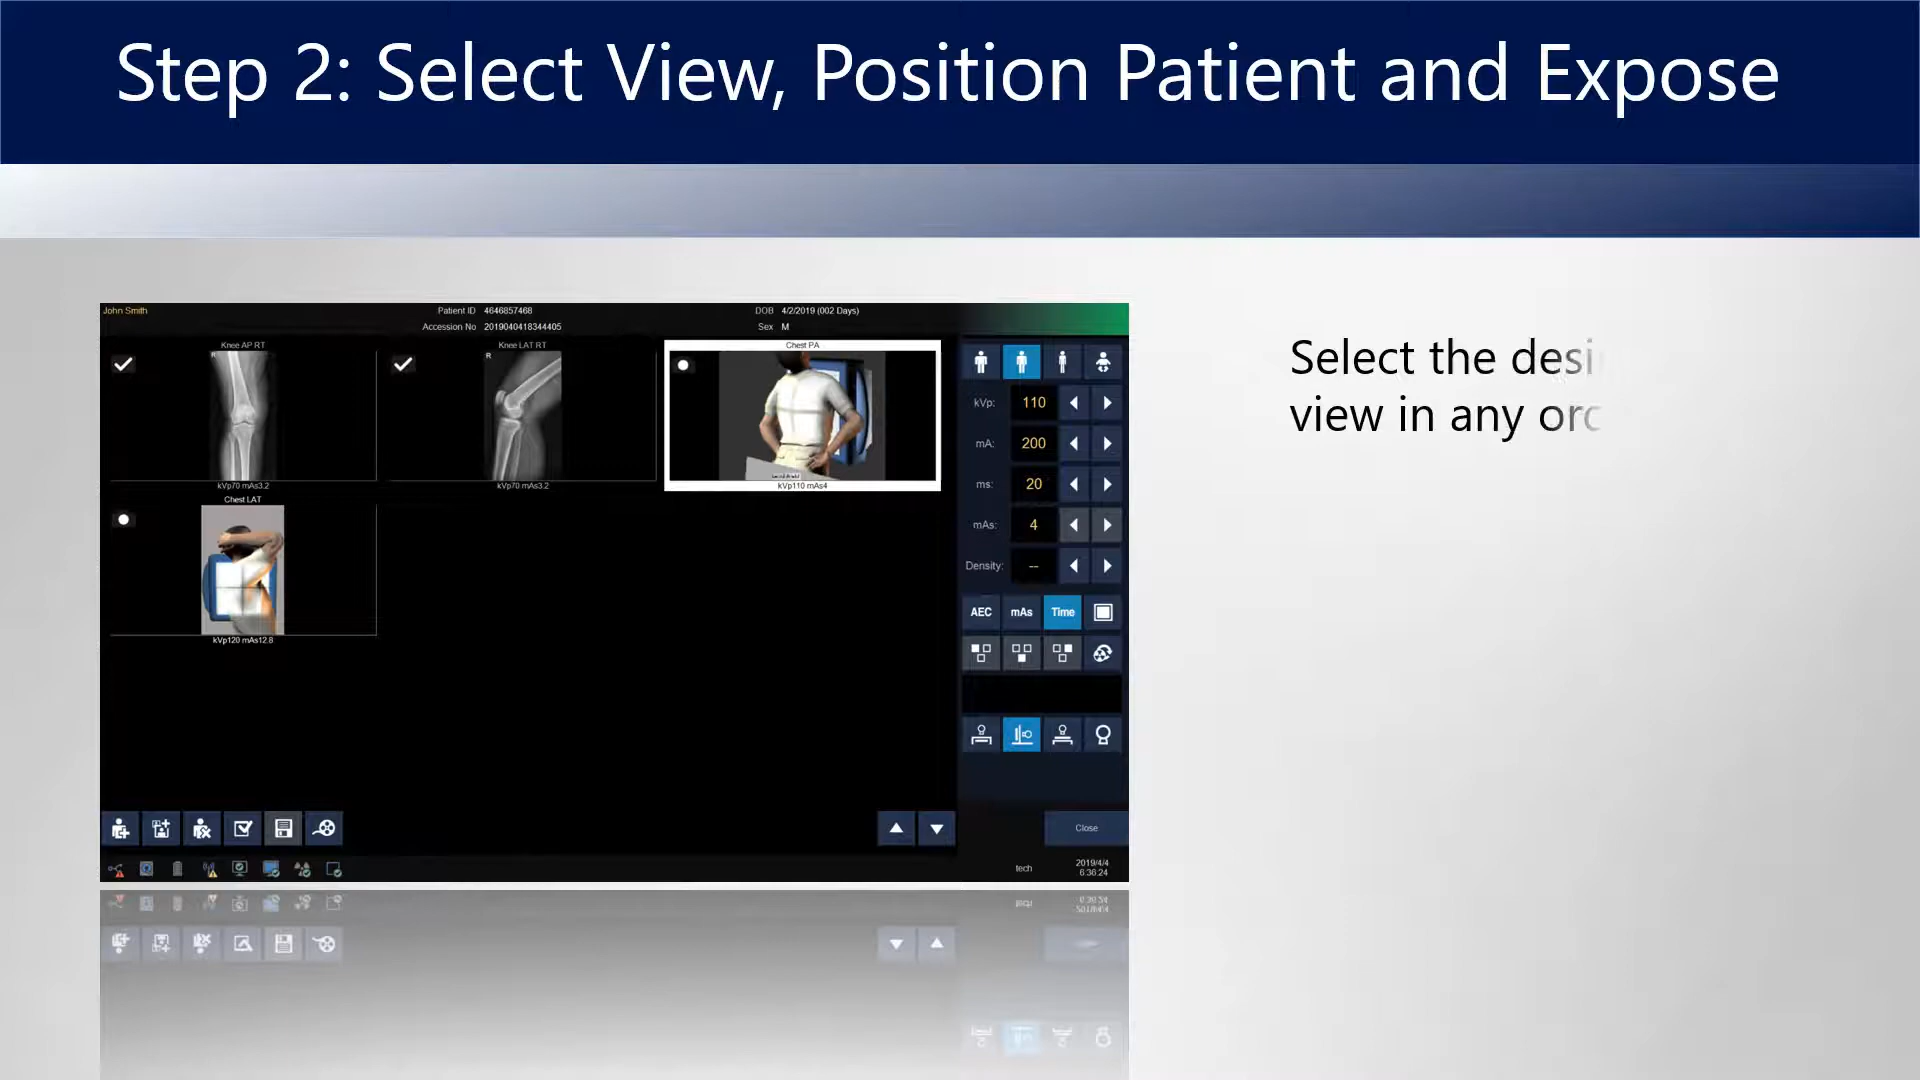 Step 2: Select View, Position Patient and Expose
John Smith
Patient ID 4646857468
DOB 4/2/2019 (002 Days)
Accession No 2019040418344405
Sex M
Knee AP RT
Knee LAT RT
Chest PA
R
R
kVp70 mAs3.2
kVp70 mAs3.2
kVp110 mAs4
Chest LAT
kVp120 mAs12.8
kVp: 110
mA: 200
ms: 20
mAs: 4
Density: --
AEC mAs Time
Close
tech
2019/4/4
6:36:24
Select the desi
view in any